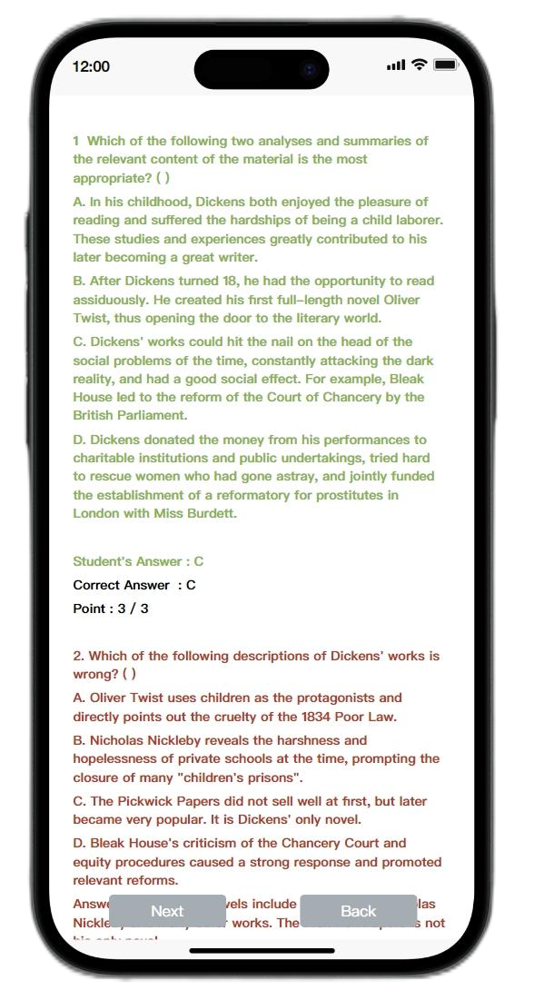 12:00
1 Which of the following two analyses and summaries of
the relevant content of the material is the most
appropriate? ( )
A. In his childhood, Dickens both enjoyed the pleasure of
reading and suffered the hardships of being a child laborer.
These studies and experiences greatly contributed to his
later becoming a great writer.
B. After Dickens turned 18, he had the opportunity to read
assiduously. He created his first full-length novel Oliver
Twist, thus opening the door to the literary world.
C. Dickens' works could hit the nail on the head of the
social problems of the time, constantly attacking the dark
reality, and had a good social effect. For example, Bleak
House led to the reform of the Court of Chancery by the
British Parliament.
D. Dickens donated the money from his performances to
charitable institutions and public undertakings, tried hard
to rescue women who had gone astray, and jointly funded
the establishment of a reformatory for prostitutes in
London with Miss Burdett.
Student's Answer : C
Correct Answer : C
Point : 3 / 3
2. Which of the following descriptions of Dickens' works is
wrong? ( )
A. Oliver Twist uses children as the protagonists and
directly points out the cruelty of the 1834 Poor Law.
B. Nicholas Nickleby reveals the harshness and
hopelessness of private schools at the time, prompting the
closure of many "children's prisons".
C. The Pickwick Papers did not sell well at first, but later
became very popular. It is Dickens' only novel.
D. Bleak House's criticism of the Chancery Court and
equity procedures caused a strong response and promoted
relevant reforms.
include
works. The is not
Next
Back